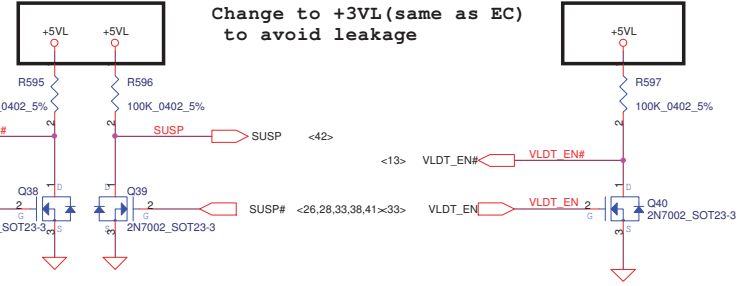 Change to +3VL(same as EC)
to avoid leakage
+5VL
+5VL
+5VL
1
R595
R596
R597
0402_5%
100K_0402_5%
100K_0402_5%
2
2
2
#
SUSP
SUSP
<42>
<13>
VLDT_EN#
VLDT_EN#
1
D
1
D
1
D
Q38
Q39
Q40
2N7002_SOT23-3
2
G
2
G
SUSP#
<26,28,33,38,41>
<33>
VLDT_EN
VLDT_EN
2
G
_SOT23-3
3
S
3
S
2N7002_SOT23-3
3
S